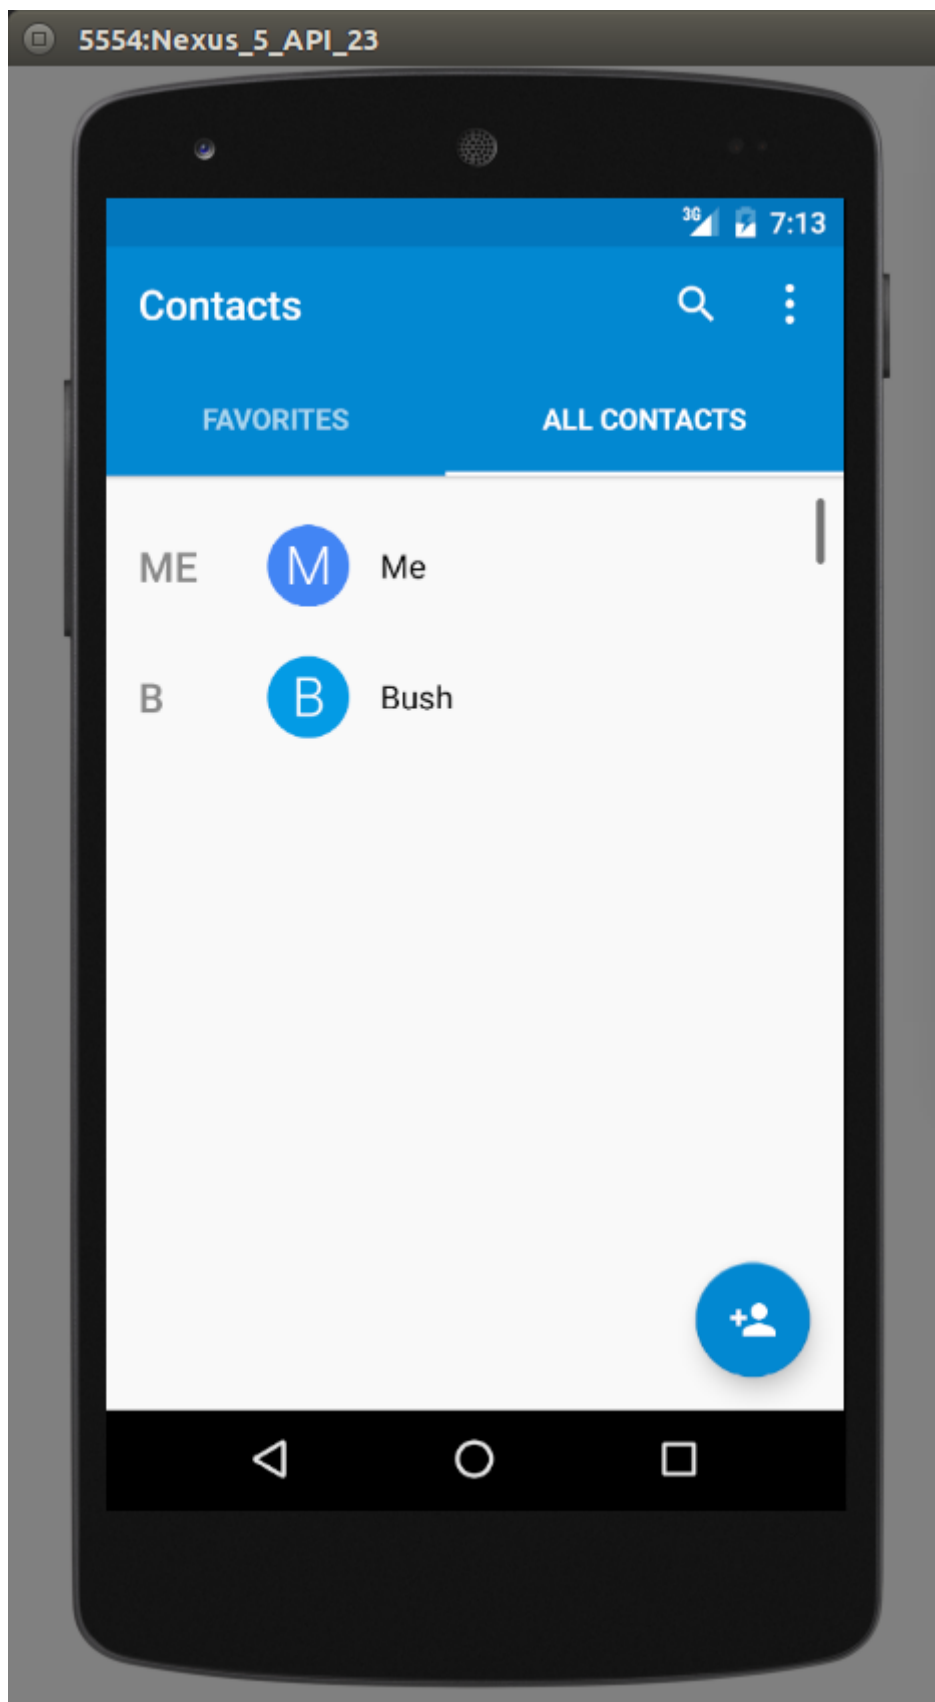 5554:Nexus_5_API_23
3G 7:13
Contacts
FAVORITES ALL CONTACTS
ME M Me
B B Bush